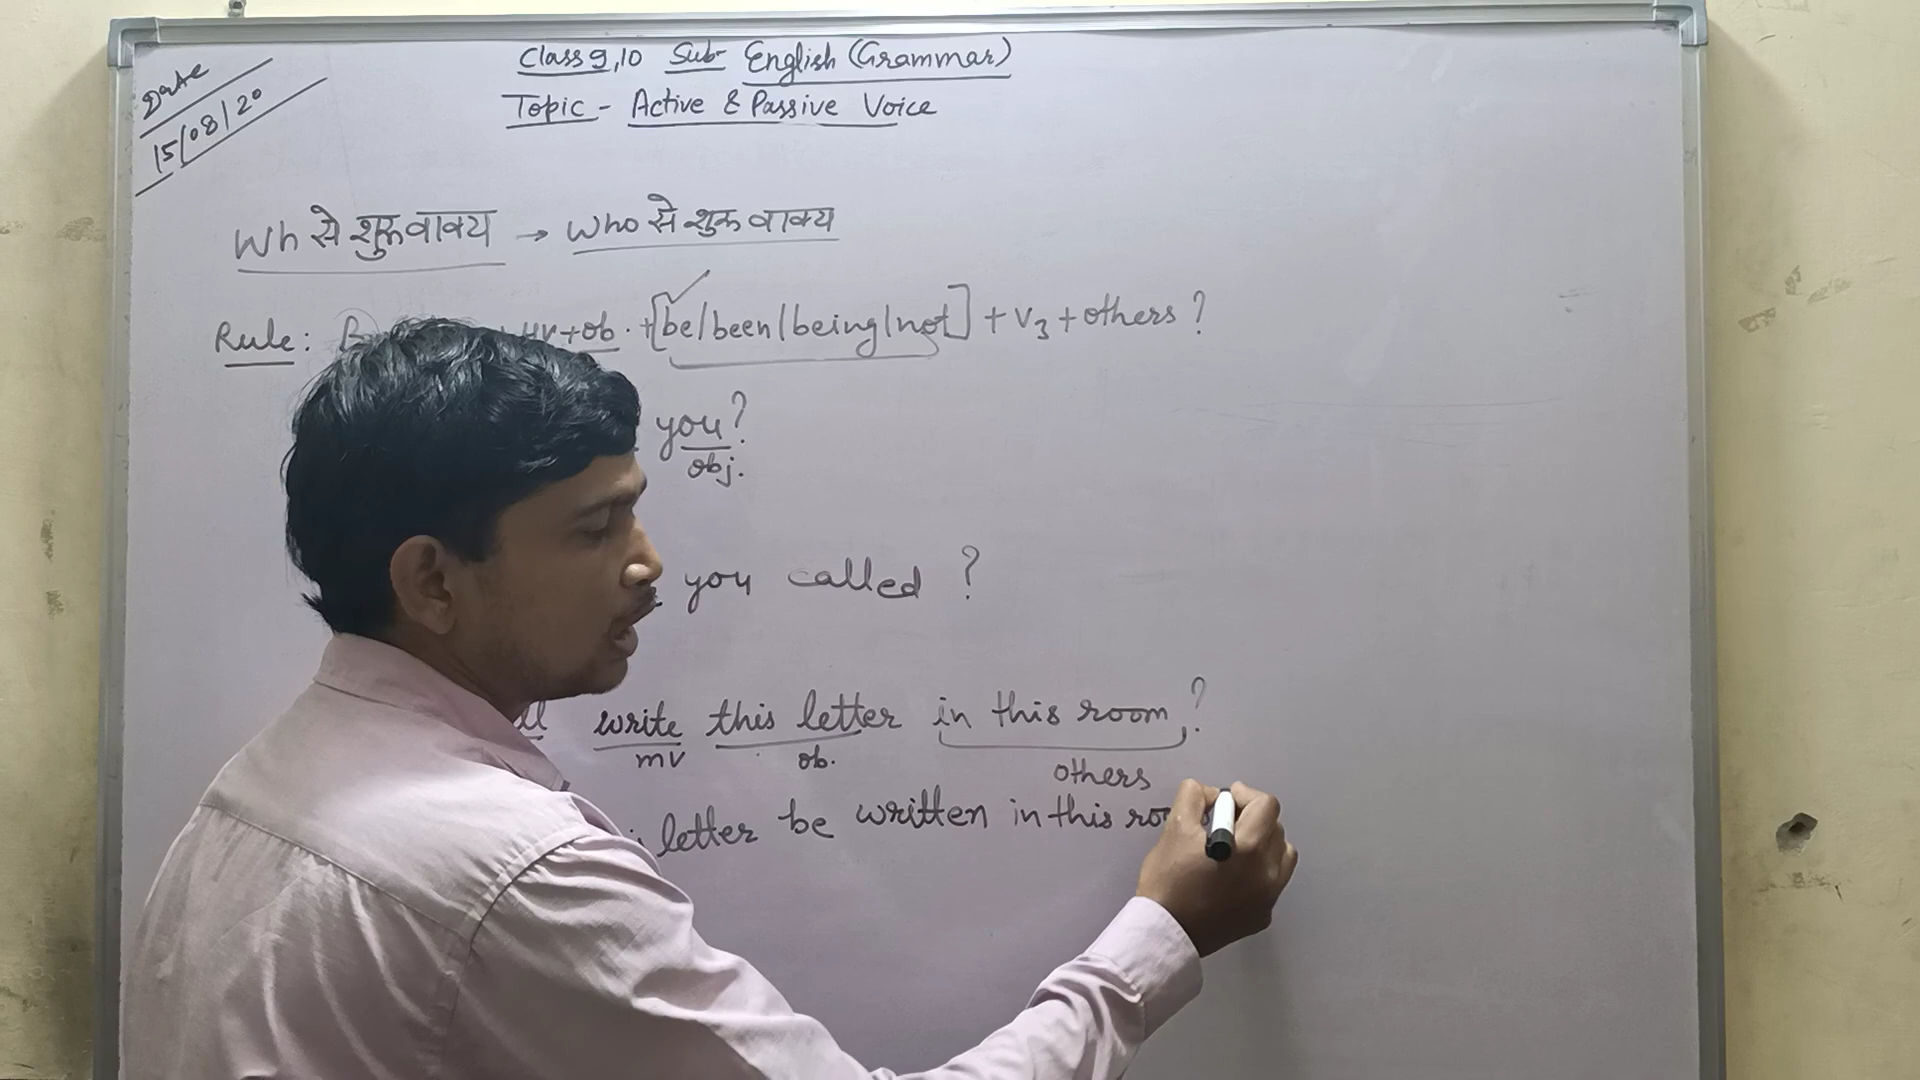 Date
15/08/20
Class 9,10 Sub- English (Grammar)
Topic - Active & Passive Voice
Wh से शुरू वाक्य → Who से शुरू वाक्य
Rule: + ob. + [be/been/being/not] + V3 + others ?
you?
obj.
you called ?
write this letter in this room ?
mv ob. others
letter be written in this